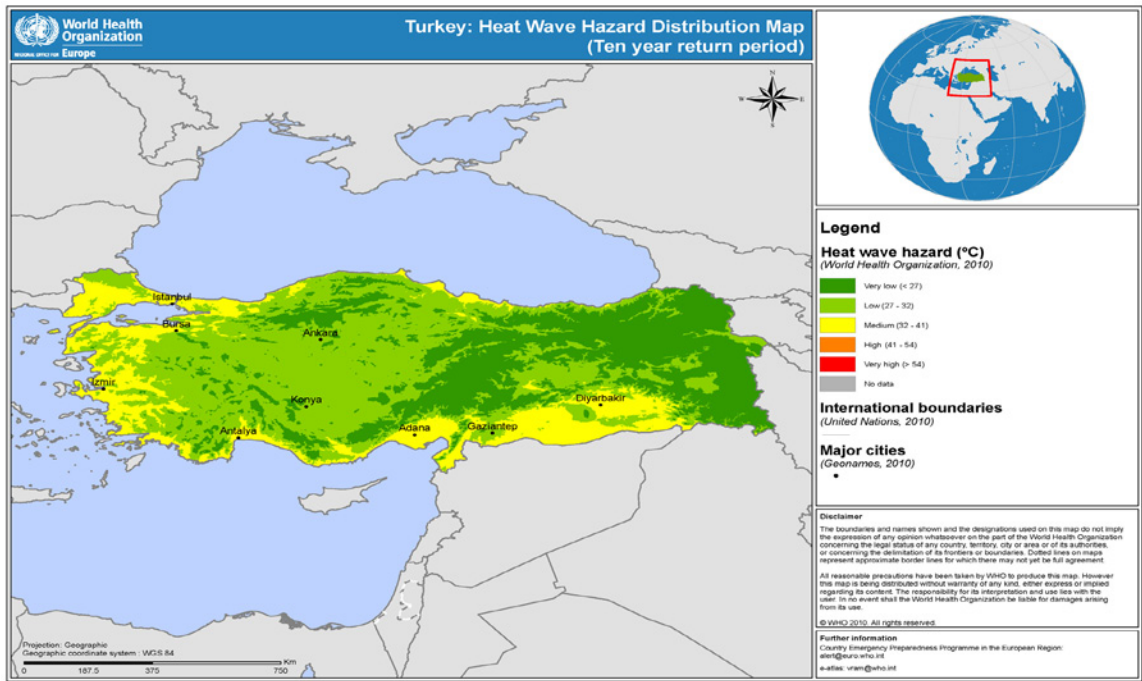 World Health
Organization
REGIONAL OFFICE FOR Europe
Turkey: Heat Wave Hazard Distribution Map
(Ten year return period)
N
W
E
S
Istanbul
Bursa
Ankara
Izmir
Konya
Diyarbakir
Antalya
Adana
Gaziantep
Projection: Geographic
Geographic coordinate system : WGS 84
Km
0
187.5
375
750
Legend
Heat wave hazard (ºC)
(World Health Organization, 2010)
Very low (< 27)
Low (27 - 32)
Medium (32 - 41)
High (41 - 54)
Very high (> 54)
No data
International boundaries
(United Nations, 2010)
Major cities
(Geonames, 2010)
Disclaimer
The boundaries and names shown and the designations used on this map do not imply
the expression of any opinion whatsoever on the part of the World Health Organization
concerning the legal status of any country, territory, city or area or of its authorities,
or concerning the delimitation of its frontiers or boundaries. Dotted lines on maps
represent approximate border lines for which there may not yet be full agreement.
All reasonable precautions have been taken by WHO to produce this map. However
this map is being distributed without warranty of any kind, either express or implied
regarding its content. The responsibility for its interpretation and use lies with the
user. In no event shall the World Health Organization be liable for damages arising
from its use.
© WHO 2010. All rights reserved.
Further information
Country Emergency Preparedness Programme in the European Region:
alert@euro.who.int
e-atlas: vram@who.int